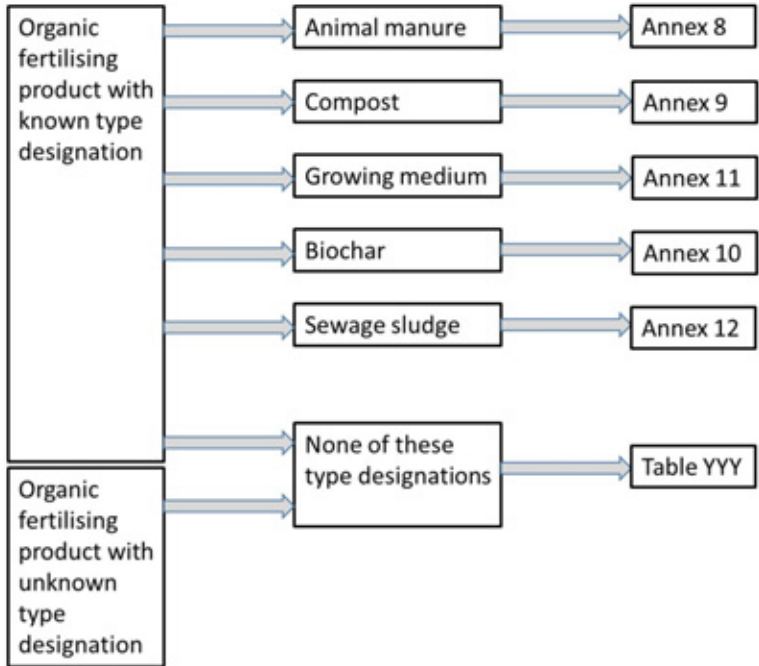 Organic
fertilising
product with
known type
designation
Animal manure
Annex 8
Compost
Annex 9
Growing medium
Annex 11
Biochar
Annex 10
Sewage sludge
Annex 12
None of these
type designations
Table YYY
Organic
fertilising
product with
unknown
type
designation